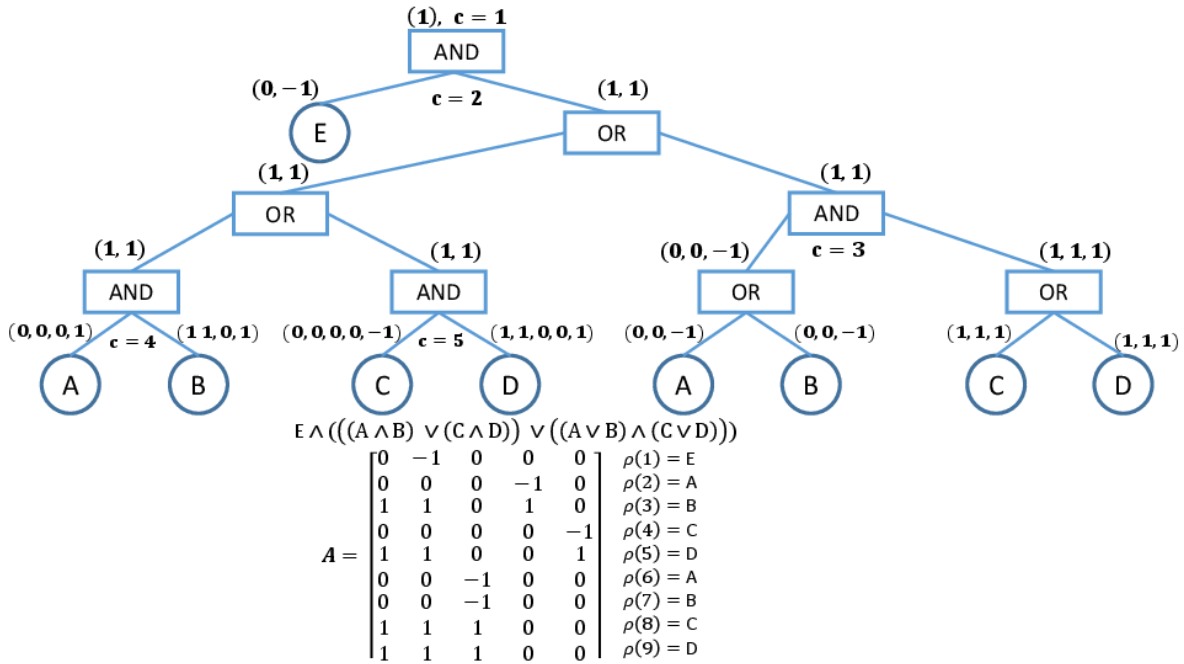 (1), c = 1
AND
(0, −1)
c = 2
(1, 1)
E
OR
(1, 1)
(1, 1)
OR
AND
(1, 1)
(1, 1)
(0, 0, −1)
c = 3
(1, 1, 1)
AND
AND
OR
OR
(0, 0, 0, 1)
c = 4
(1 1, 0, 1)
(0, 0, 0, 0, −1)
c = 5
(1, 1, 0, 0, 1)
(0, 0, −1)
(0, 0, −1)
(1, 1, 1)
(1, 1, 1)
A
B
C
D
A
B
C
D
E ∧ (((A ∧ B) ∨ (C ∧ D)) ∨ ((A ∨ B) ∧ (C ∨ D)))
0 −1 0 0 0 ρ(1) = E
0 0 0 −1 0 ρ(2) = A
1 1 0 1 0 ρ(3) = B
0 0 0 0 −1 ρ(4) = C
A = 1 1 0 0 1 ρ(5) = D
0 0 −1 0 0 ρ(6) = A
0 0 −1 0 0 ρ(7) = B
1 1 1 0 0 ρ(8) = C
1 1 1 0 0 ρ(9) = D